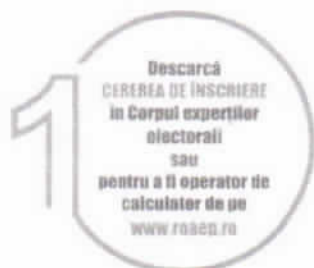 1
Descarcă
CEREREA DE ÎNSCRIERE
în Corpul experților
electorali
sau
pentru a fi operator de
calculator de pe
www.roaep.ro